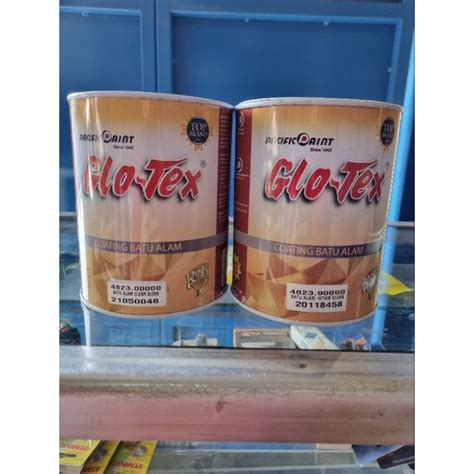 PACIFIC PAINT
Since 1943
TOP
BRAND
GLO-TEX®
COATING BATU ALAM
4823.00000
BATU ALAM CLEAR GLOSS
21050048
PACIFIC PAINT
Since 1943
TOP
BRAND
GLO-TEX®
COATING BATU ALAM
4823.90000
BATU ALAM HITAM GLOSS
20118458